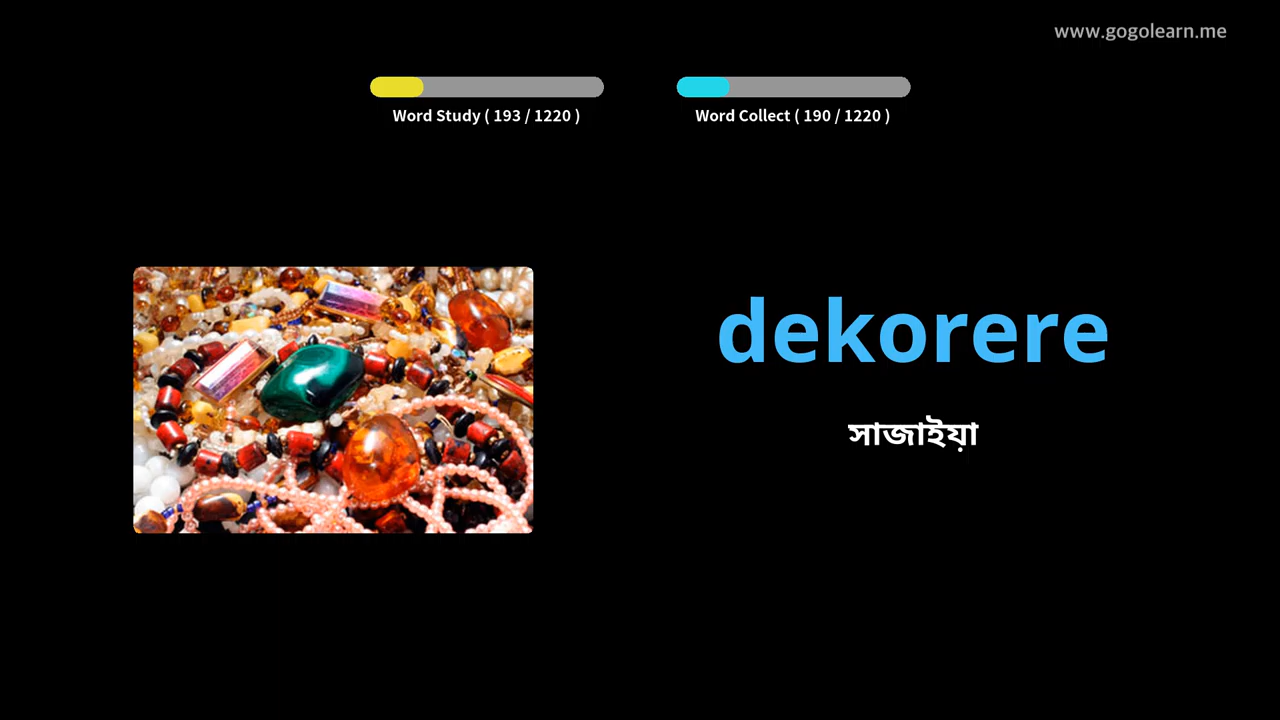 www.gogolearn.me
Word Study ( 193 / 1220 )
Word Collect ( 190 / 1220 )
dekorere
সাজাইয়া